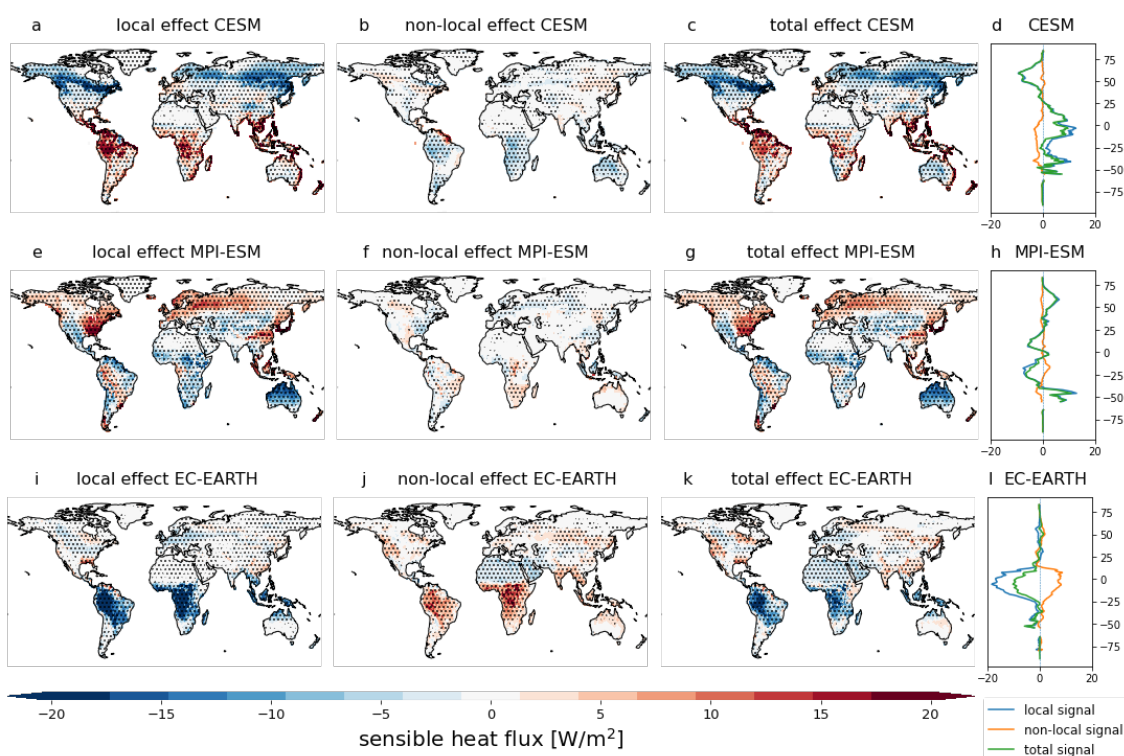 a local effect CESM
b non-local effect CESM
c total effect CESM
d CESM
75
50
25
0
−25
−50
−75
−20 0 20
e local effect MPI-ESM
f non-local effect MPI-ESM
g total effect MPI-ESM
h MPI-ESM
75
50
25
0
−25
−50
−75
−20 0 20
i local effect EC-EARTH
j non-local effect EC-EARTH
k total effect EC-EARTH
l EC-EARTH
75
50
25
0
−25
−50
−75
−20 0 20
−20 −15 −10 −5 0 5 10 15 20
sensible heat flux [W/m²]
local signal
non-local signal
total signal